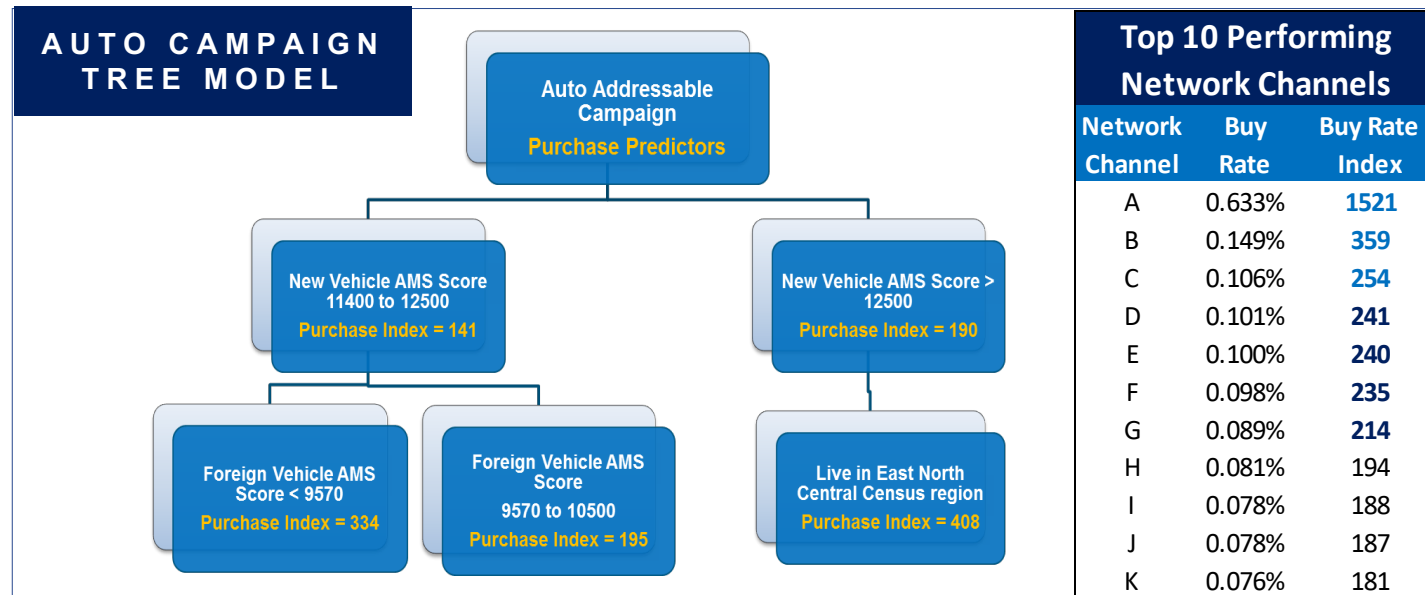 AUTO CAMPAIGN
TREE MODEL
Auto Addressable
Campaign
Purchase Predictors
New Vehicle AMS Score
11400 to 12500
Purchase Index = 141
New Vehicle AMS Score >
12500
Purchase Index = 190
Foreign Vehicle AMS
Score < 9570
Purchase Index = 334
Foreign Vehicle AMS
Score
9570 to 10500
Purchase Index = 195
Live in East North
Central Census region
Purchase Index = 408
Top 10 Performing
Network Channels
Network Buy Buy Rate
Channel Rate Index
A 0.633% 1521
B 0.149% 359
C 0.106% 254
D 0.101% 241
E 0.100% 240
F 0.098% 235
G 0.089% 214
H 0.081% 194
I 0.078% 188
J 0.078% 187
K 0.076% 181